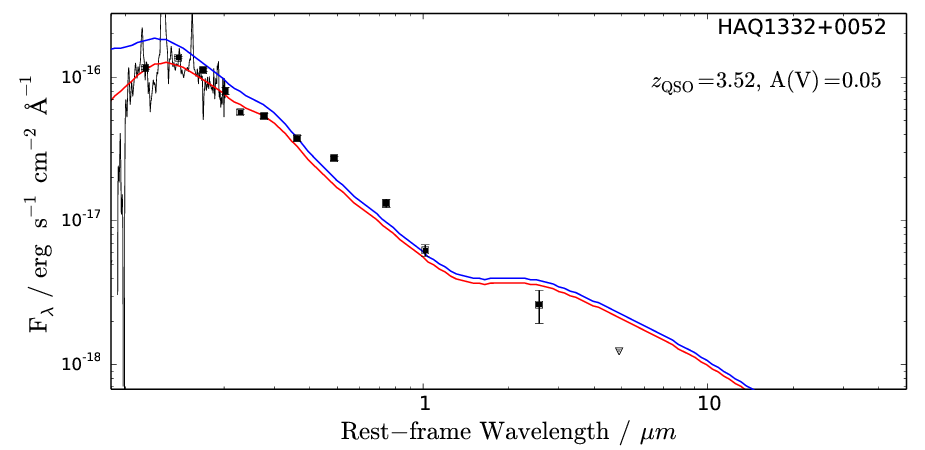 HAQ1332+0052
z_QSO=3.52, A(V)=0.05
F_λ / erg s^−1 cm^−2 Å^−1
10^-16
10^-17
10^-18
1 10
Rest−frame Wavelength / μm